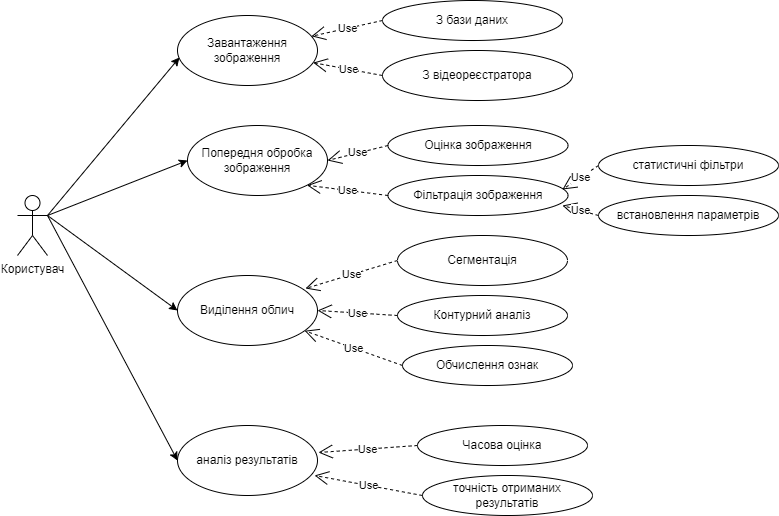 Завантаження
зображення
Use
З бази даних
Use
З відеореєстратора
Попередня обробка
зображення
Use
Оцінка зображення
Use
Фільтрація зображення
Use
статистичні фільтри
Use
встановлення параметрів
Користувач
Виділення облич
Use
Сегментація
Use
Контурний аналіз
Use
Обчислення ознак
аналіз результатів
Use
Часова оцінка
Use
точність отриманих
результатів